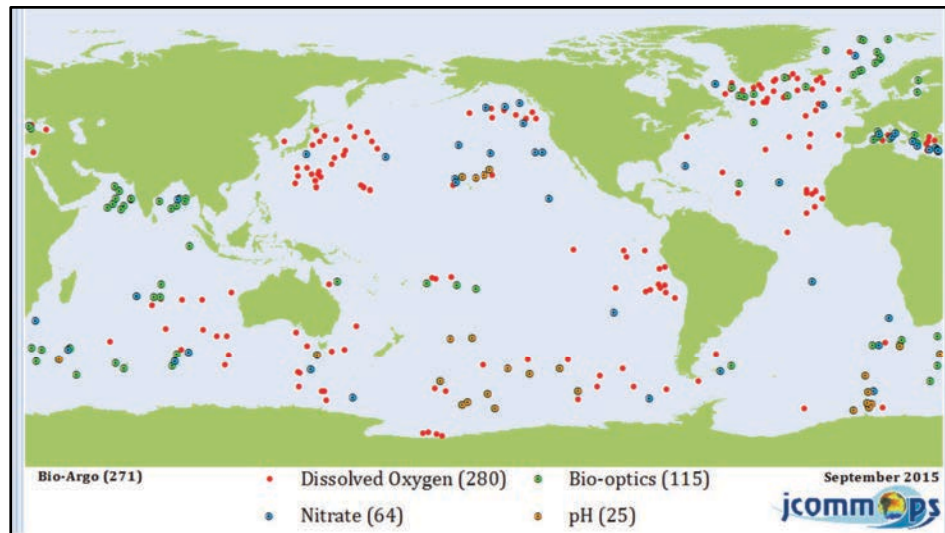 Bio-Argo (271)
Dissolved Oxygen (280)
Bio-optics (115)
September 2015
Nitrate (64)
pH (25)
jcommops